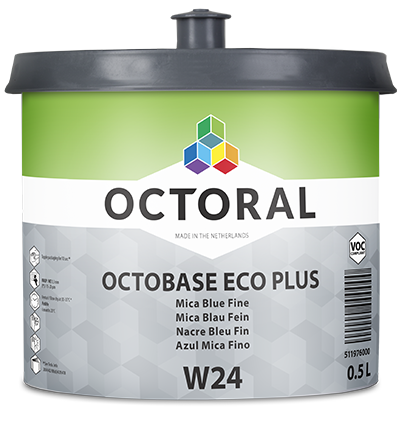 OCTORAL
MADE IN THE NETHERLANDS
OCTOBASE ECO PLUS
VOC
COMPLIANT
Mica Blue Fine
Mica Blau Fein
Nacre Bleu Fin
Azul Mica Fino
511976000
W24
0.5 L